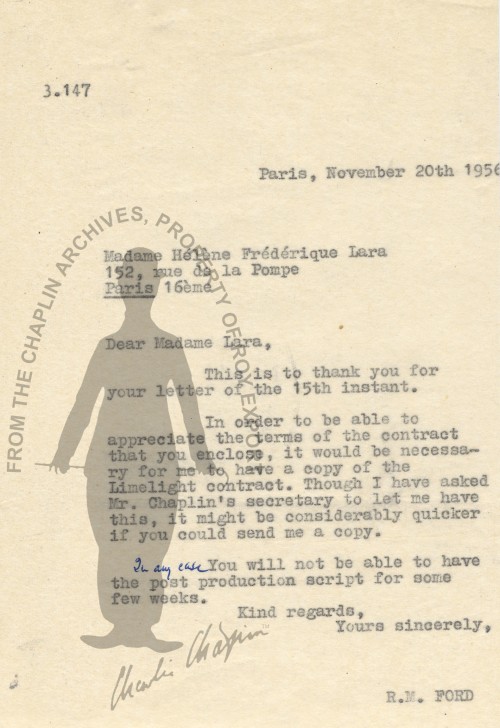 3.147
Paris, November 20th 1956
Madame Hélène Frédérique Lara
152, rue de la Pompe
Paris 16ème
Dear Madame Lara,
This is to thank you for
your letter of the 15th instant.
In order to be able to
appreciate the terms of the contract
that you enclose, it would be necessa-
ry for me to have a copy of the
Limelight contract. Though I have asked
Mr. Chaplin's secretary to let me have
this, it might be considerably quicker
if you could send me a copy.
In any case You will not be able to have
the post production script for some
few weeks.
Kind regards,
Yours sincerely,
R.M. FORD
FROM THE CHAPLIN ARCHIVES, PROPERTY OF ROY EXPORT
Charlie Chaplin